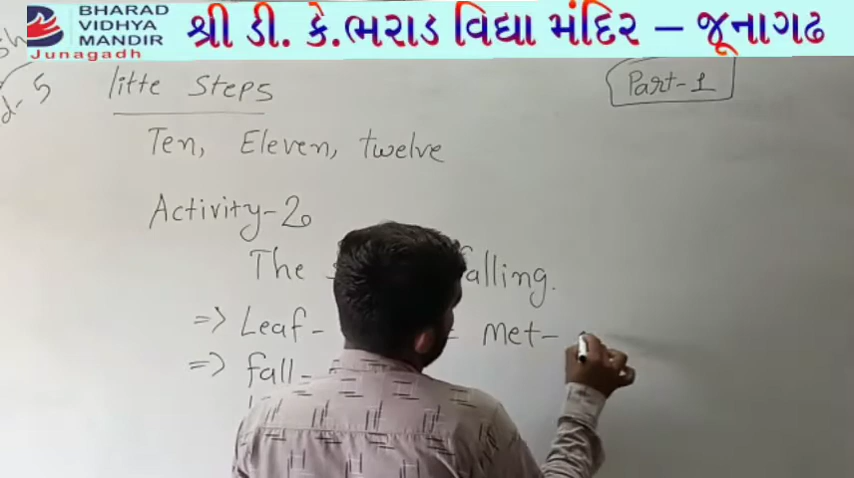 BHARAD
VIDHYA
MANDIR
Junagadh
શ્રી ડી. કે.ભરાડ વિદ્યા મંદિર – જૂનાગઢ
litte Steps
Part-1
Ten, Eleven, twelve
Activity-2
The falling.
=> Leaf- met-
=> fall-